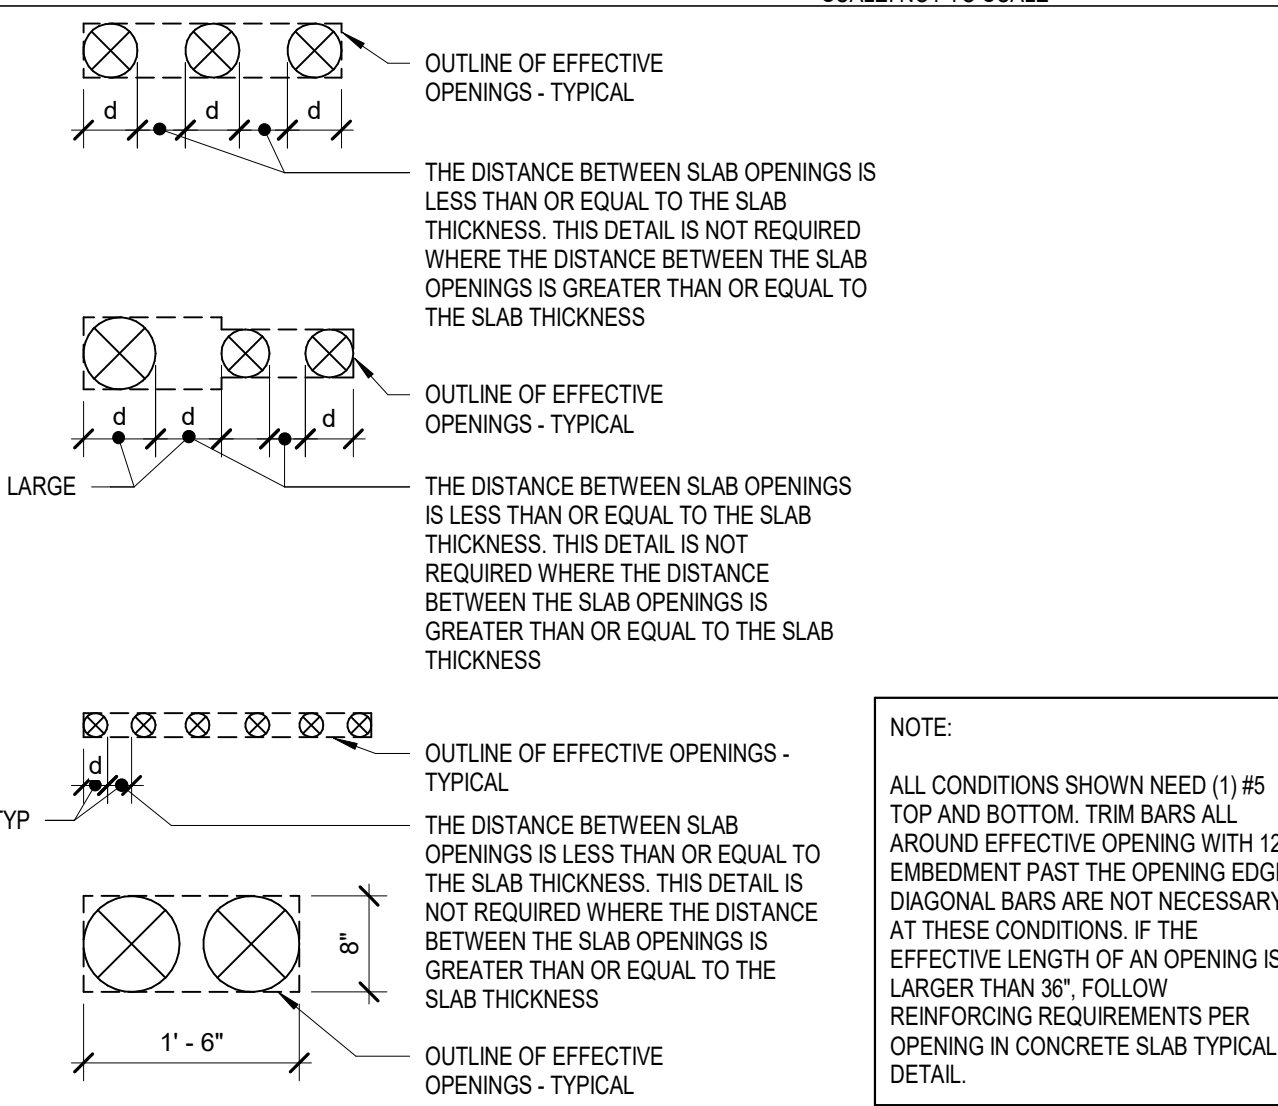 OUTLINE OF EFFECTIVE
OPENINGS - TYPICAL
d
d
d
THE DISTANCE BETWEEN SLAB OPENINGS IS
LESS THAN OR EQUAL TO THE SLAB
THICKNESS. THIS DETAIL IS NOT REQUIRED
WHERE THE DISTANCE BETWEEN THE SLAB
OPENINGS IS GREATER THAN OR EQUAL TO
THE SLAB THICKNESS
OUTLINE OF EFFECTIVE
OPENINGS - TYPICAL
d
d
d
LARGE
THE DISTANCE BETWEEN SLAB OPENINGS
IS LESS THAN OR EQUAL TO THE SLAB
THICKNESS. THIS DETAIL IS NOT
REQUIRED WHERE THE DISTANCE
BETWEEN THE SLAB OPENINGS IS
GREATER THAN OR EQUAL TO THE SLAB
THICKNESS
OUTLINE OF EFFECTIVE OPENINGS -
TYPICAL
d
TYP
THE DISTANCE BETWEEN SLAB
OPENINGS IS LESS THAN OR EQUAL TO
THE SLAB THICKNESS. THIS DETAIL IS
NOT REQUIRED WHERE THE DISTANCE
BETWEEN THE SLAB OPENINGS IS
GREATER THAN OR EQUAL TO THE
SLAB THICKNESS
8"
1' - 6"
OUTLINE OF EFFECTIVE
OPENINGS - TYPICAL
NOTE:
ALL CONDITIONS SHOWN NEED (1) #5
TOP AND BOTTOM. TRIM BARS ALL
AROUND EFFECTIVE OPENING WITH 12
EMBEDMENT PAST THE OPENING EDGE
DIAGONAL BARS ARE NOT NECESSARY
AT THESE CONDITIONS. IF THE
EFFECTIVE LENGTH OF AN OPENING IS
LARGER THAN 36", FOLLOW
REINFORCING REQUIREMENTS PER
OPENING IN CONCRETE SLAB TYPICAL
DETAIL.